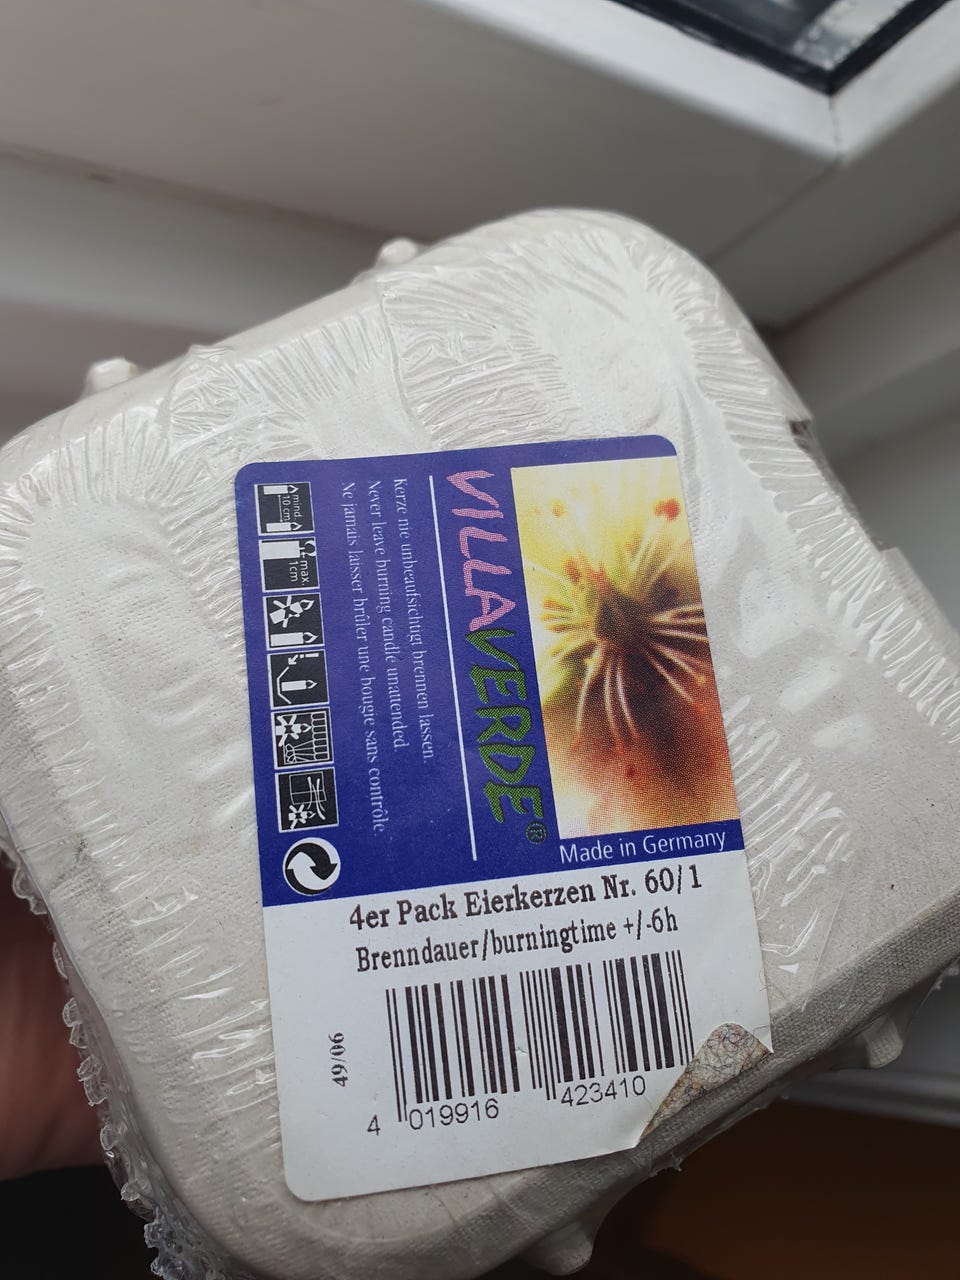 VILLAVERDE®
Kerze nie unbeaufsichtigt brennen lassen.
Never leave burning candle unattended.
Ne jamais laisser brûler une bougie sans contrôle
mind.
10 cm
max.
1cm
Made in Germany
4er Pack Eierkerzen Nr. 60/1
Brenndauer/burningtime +/-6h
49/06
4 019916 423410